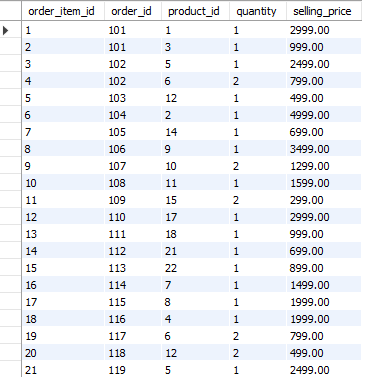 order_item_id order_id product_id quantity selling_price
1 101 1 1 2999.00
2 101 3 1 999.00
3 102 5 1 2499.00
4 102 6 2 799.00
5 103 12 1 499.00
6 104 2 1 4999.00
7 105 14 1 699.00
8 106 9 1 3499.00
9 107 10 2 1299.00
10 108 11 1 1599.00
11 109 15 2 299.00
12 110 17 1 2999.00
13 111 18 1 999.00
14 112 21 1 699.00
15 113 22 1 899.00
16 114 7 1 1499.00
17 115 8 1 1999.00
18 116 4 1 1999.00
19 117 6 2 799.00
20 118 12 2 499.00
21 119 5 1 2499.00